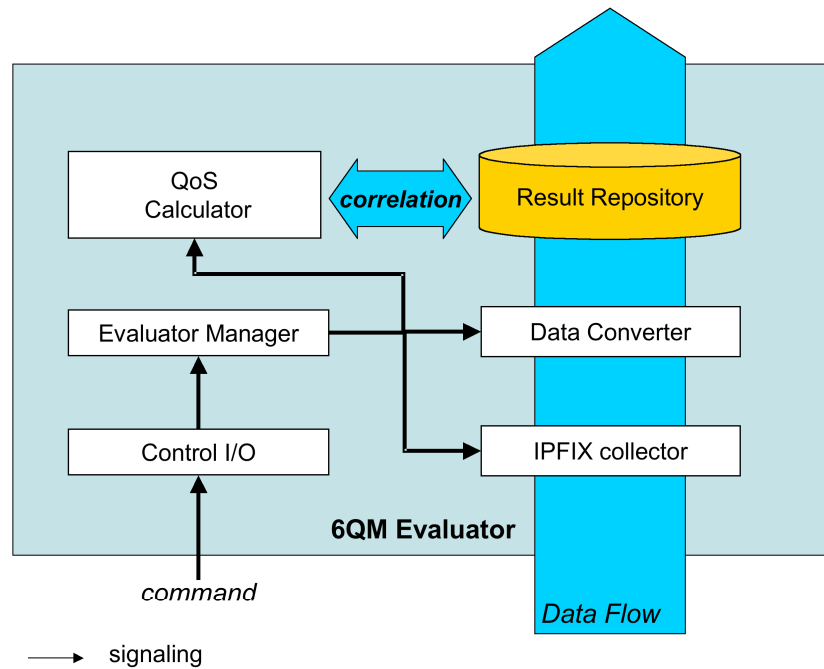 QoS
Calculator
correlation
Result Repository
Evaluator Manager
Data Converter
Control I/O
IPFIX collector
6QM Evaluator
command
Data Flow
signaling